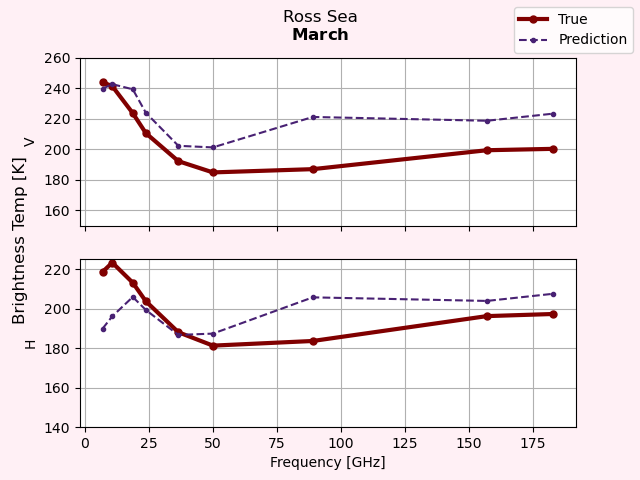 Ross Sea
March
True
Prediction
260
240
220
200
180
160
V
Brightness Temp [K]
220
200
180
160
140
H
0 25 50 75 100 125 150 175
Frequency [GHz]